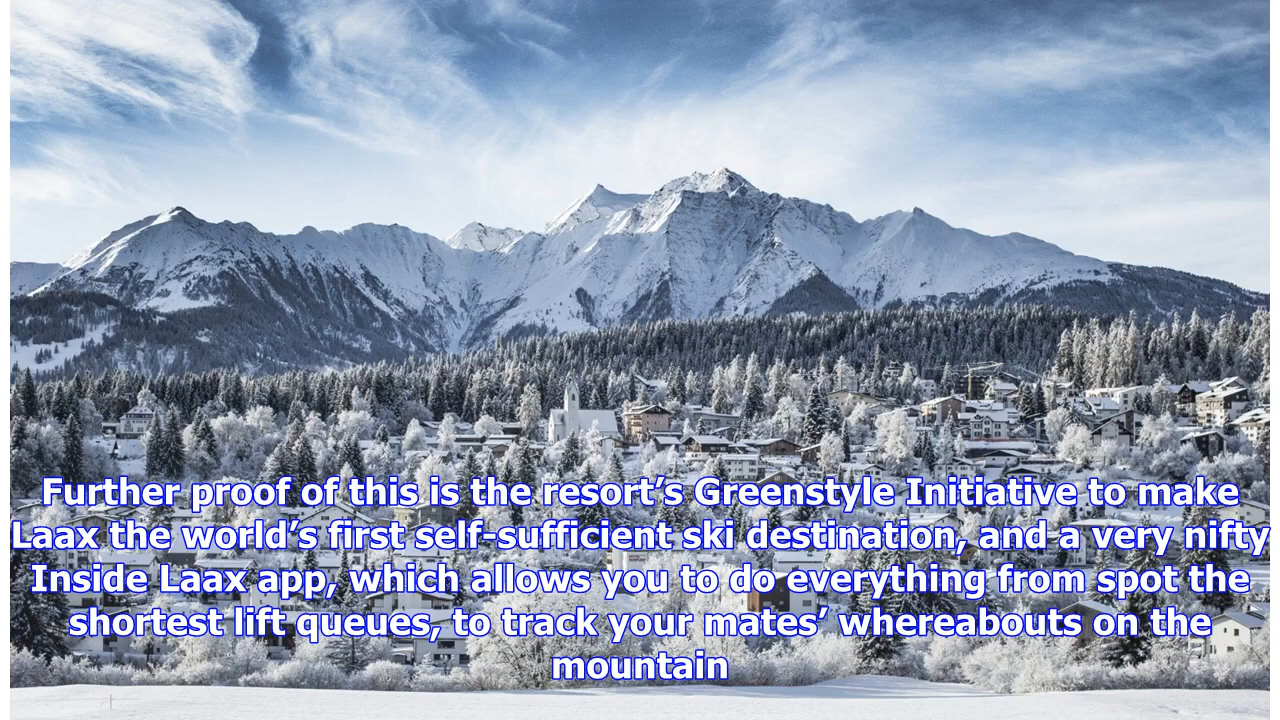 Further proof of this is the resort’s Greenstyle Initiative to make
Laax the world’s first self-sufficient ski destination, and a very nifty
Inside Laax app, which allows you to do everything from spot the
shortest lift queues, to track your mates’ whereabouts on the
mountain